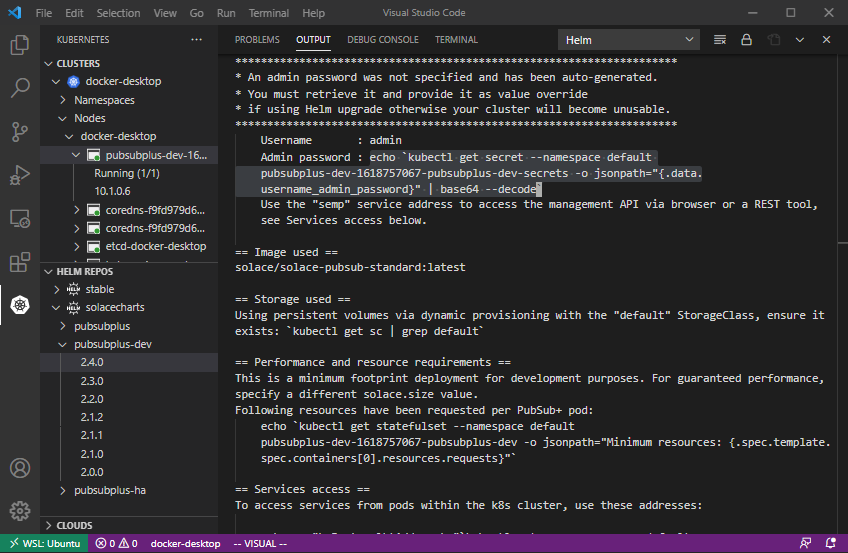 File Edit Selection View Go Run Terminal Help Visual Studio Code
KUBERNETES ···
CLUSTERS
docker-desktop
Namespaces
Nodes
docker-desktop
pubsubplus-dev-16...
Running (1/1)
10.1.0.6
coredns-f9fd979d6...
coredns-f9fd979d6...
etcd-docker-desktop
HELM REPOS
stable
solacecharts
pubsubplus
pubsubplus-dev
2.4.0
2.3.0
2.2.0
2.1.2
2.1.1
2.1.0
2.0.0
pubsubplus-ha
CLOUDS
PROBLEMS OUTPUT DEBUG CONSOLE TERMINAL Helm
********************************************************************
* An admin password was not specified and has been auto-generated.
* You must retrieve it and provide it as value override
* if using Helm upgrade otherwise your cluster will become unusable.
********************************************************************
Username : admin
Admin password : echo `kubectl get secret --namespace default
pubsubplus-dev-1618757067-pubsubplus-dev-secrets -o jsonpath="{.data.
username_admin_password}" | base64 --decode`
Use the "semp" service address to access the management API via browser or a REST tool,
see Services access below.
== Image used ==
solace/solace-pubsub-standard:latest
== Storage used ==
Using persistent volumes via dynamic provisioning with the "default" StorageClass, ensure it
exists: `kubectl get sc | grep default`
== Performance and resource requirements ==
This is a minimum footprint deployment for development purposes. For guaranteed performance,
specify a different solace.size value.
Following resources have been requested per PubSub+ pod:
echo `kubectl get statefulset --namespace default
pubsubplus-dev-1618757067-pubsubplus-dev -o jsonpath="Minimum resources: {.spec.template.
spec.containers[0].resources.requests}"`
== Services access ==
To access services from pods within the k8s cluster, use these addresses:
WSL: Ubuntu 0 0 docker-desktop -- VISUAL --